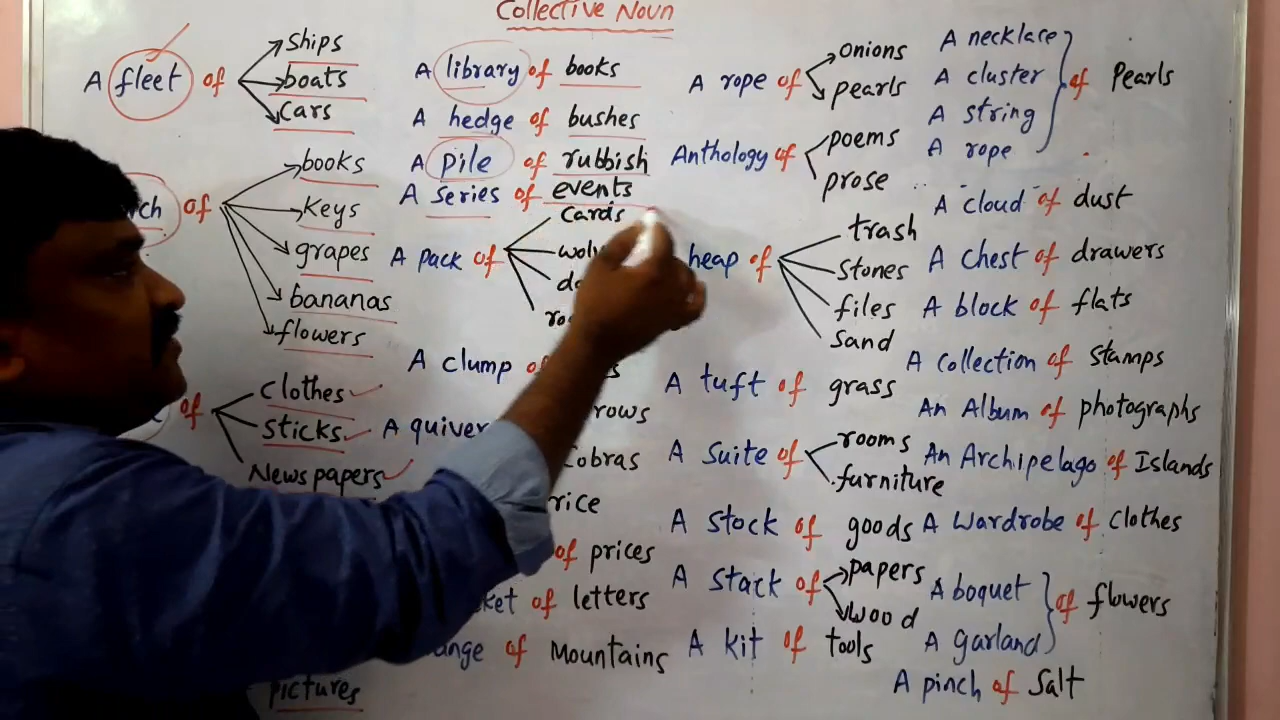 Collective Noun
A fleet of
ships
boats
cars
of
books
keys
grapes
bananas
flowers
of
clothes
sticks
Newspapers
pictures
A library of books
A hedge of bushes
A pile of rubbish
A series of events
A pack of
cards
A clump
A quiver
Cobras
rice
of prices
of letters
of Mountains
A rope of
onions
pearls
Anthology of
poems
prose
heap of
trash
stones
files
sand
A tuft of grass
A suite of
rooms
furniture
A stock of goods
A stack of
papers
wood
A kit of tools
A necklace
A cluster
A string
A rope
of Pearls
A cloud of dust
A chest of drawers
A block of flats
A collection of stamps
An Album of photographs
An Archipelago of Islands
A wardrobe of clothes
A boquet
A garland
of flowers
A pinch of salt